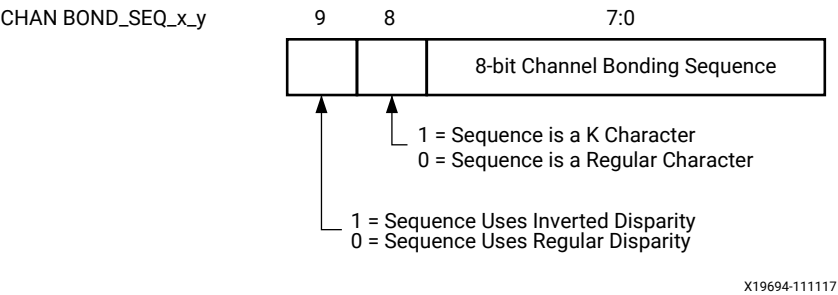 CHAN BOND_SEQ_x_y 9 8 7:0
8-bit Channel Bonding Sequence
1 = Sequence is a K Character
0 = Sequence is a Regular Character
1 = Sequence Uses Inverted Disparity
0 = Sequence Uses Regular Disparity
X19694-111117